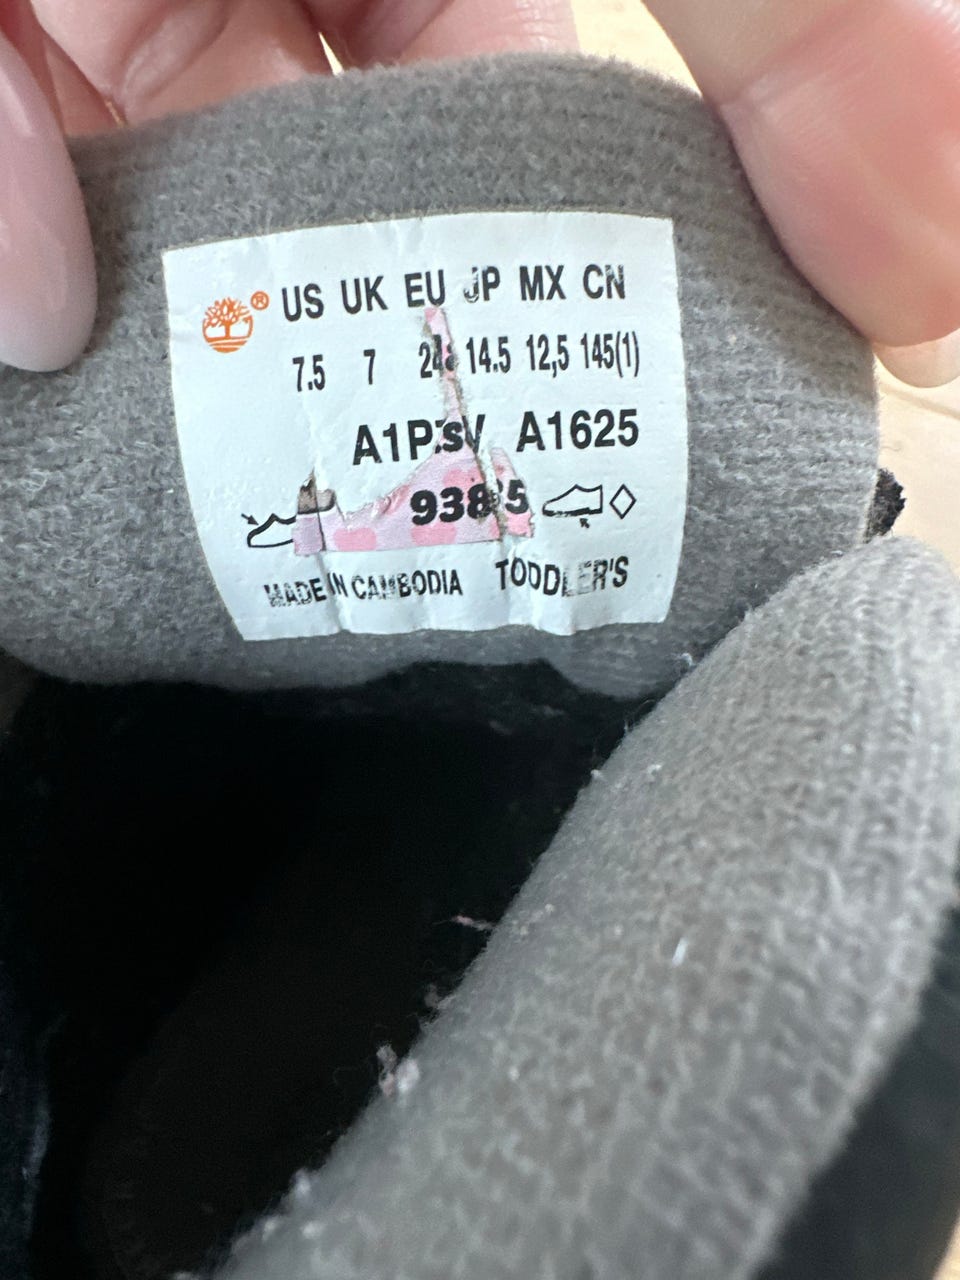 ® US UK EU JP MX CN
7.5 7 14.5 12,5 145(1)
A1625
MADE IN CAMBODIA TODDLER'S